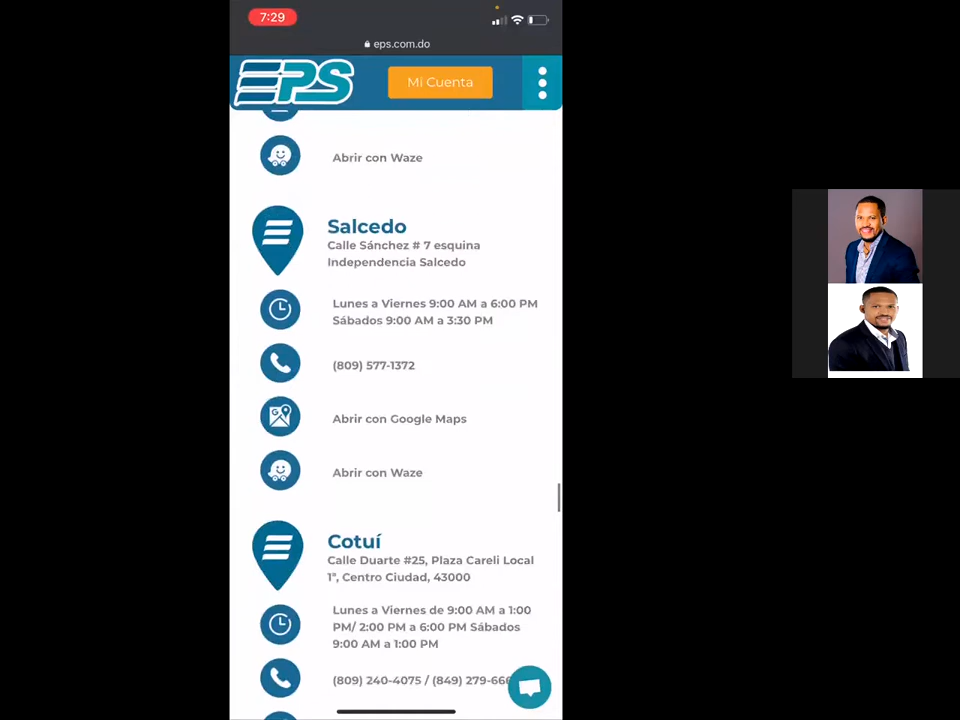 7:29
eps.com.do
EPS
Mi Cuenta
Abrir con Waze
Salcedo
Calle Sánchez # 7 esquina
Independencia Salcedo
Lunes a Viernes 9:00 AM a 6:00 PM
Sábados 9:00 AM a 3:30 PM
(809) 577-1372
Abrir con Google Maps
Abrir con Waze
Cotuí
Calle Duarte #25, Plaza Careli Local
1ª, Centro Ciudad, 43000
Lunes a Viernes de 9:00 AM a 1:00
PM/ 2:00 PM a 6:00 PM Sábados
9:00 AM a 1:00 PM
(809) 240-4075 / (849)